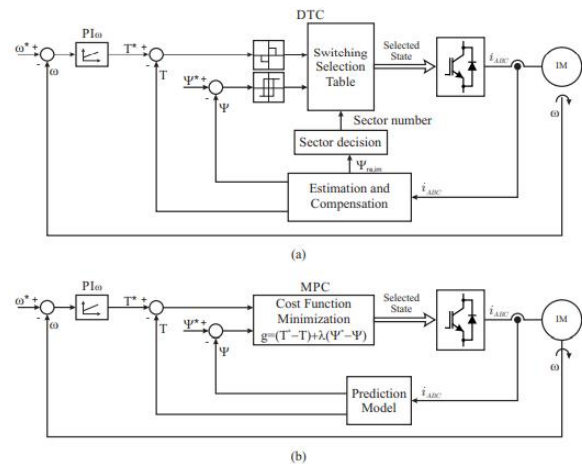 DTC
PIω
ω* +
-
ω
T* +
-
T
Ψ* +
-
Ψ
Switching
Selection
Table
Selected
State
i_ABC
IM
ω
Sector number
Sector decision
Ψre,im
Estimation and
Compensation
i_ABC
(a)
MPC
PIω
ω* +
-
ω
T* +
-
T
Ψ* +
-
Ψ
Cost Function
Minimization
g=(T*−T)+λ(Ψ*−Ψ)
Selected
State
i_ABC
IM
ω
Prediction
Model
i_ABC
(b)